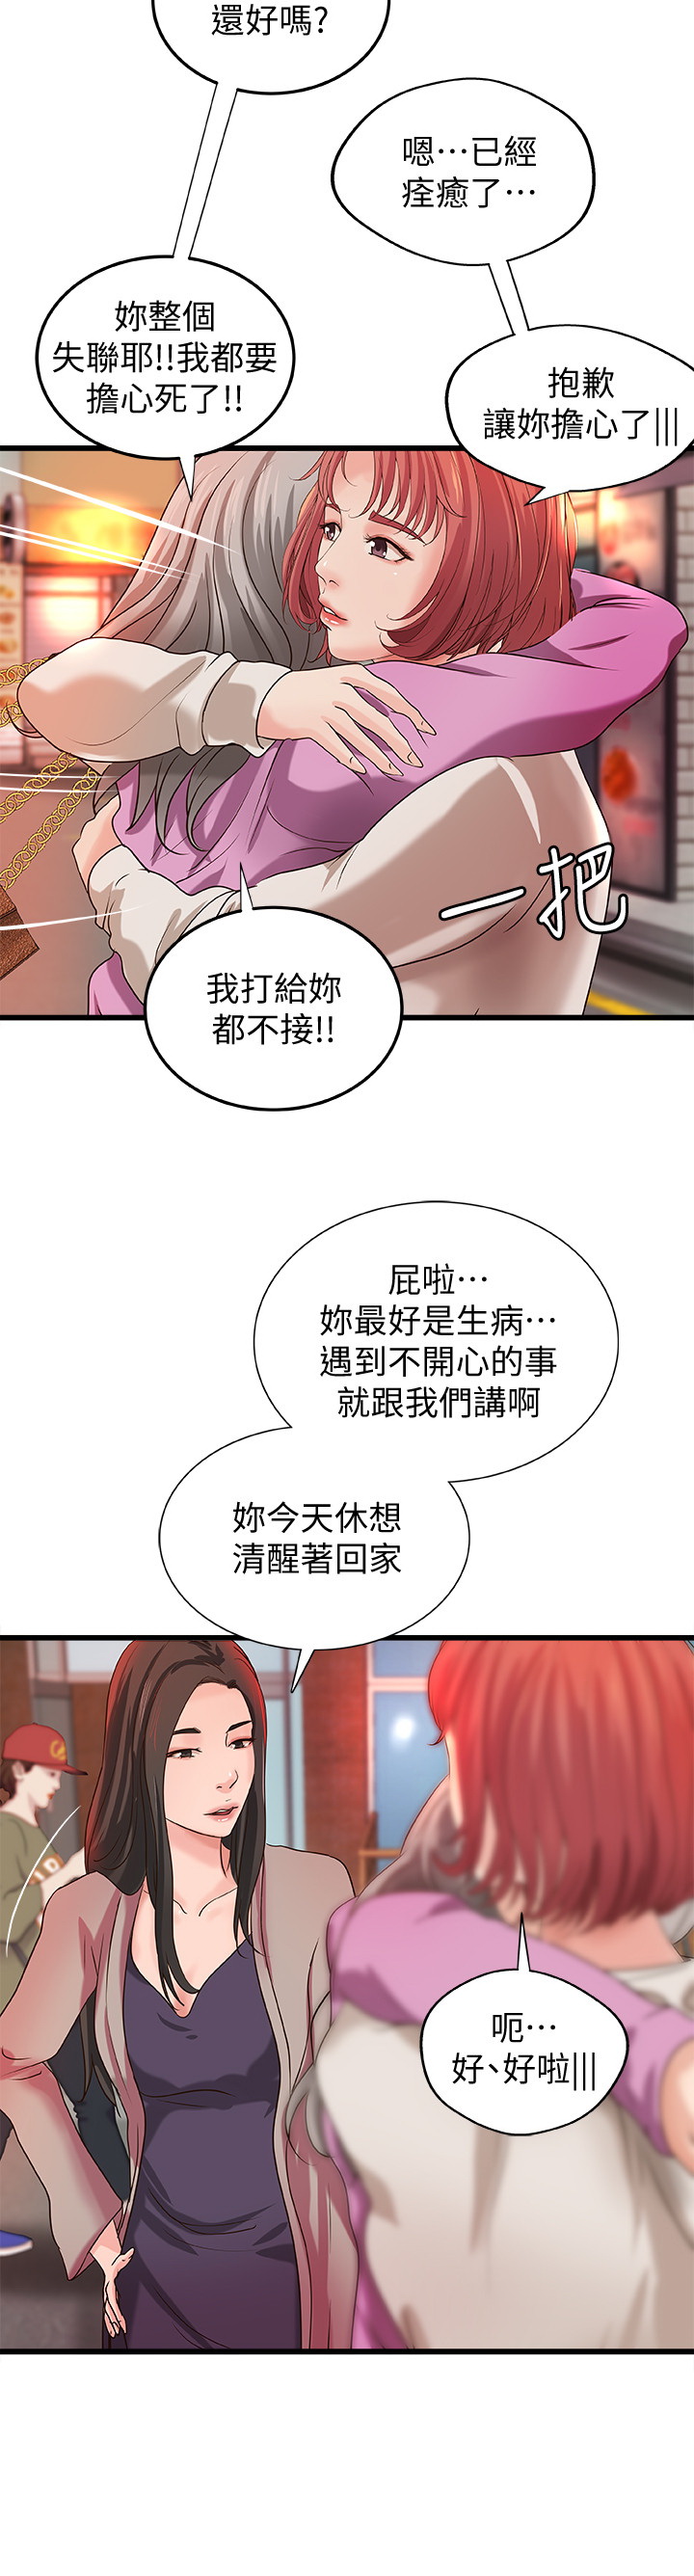 還好嗎?
嗯⋯已經
痊癒了⋯
妳整個
失聯耶!!我都要
擔心死了!!
抱歉
讓妳擔心了|||
一把
我打給妳
都不接!!
屁啦⋯
妳最好是生病⋯
遇到不開心的事
就跟我們講啊
妳今天休想
清醒著回家
呃⋯
好、好啦|||